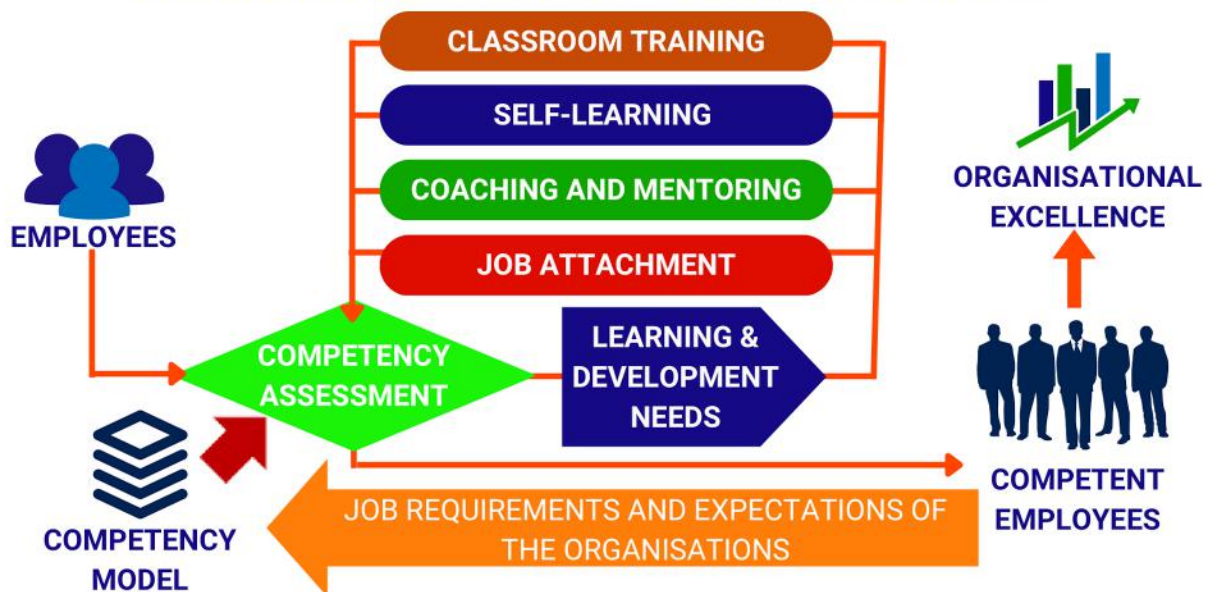 CLASSROOM TRAINING
SELF-LEARNING
COACHING AND MENTORING
JOB ATTACHMENT
EMPLOYEES
ORGANISATIONAL
EXCELLENCE
COMPETENCY
ASSESSMENT
LEARNING &
DEVELOPMENT
NEEDS
COMPETENCY
MODEL
JOB REQUIREMENTS AND EXPECTATIONS OF
THE ORGANISATIONS
COMPETENT
EMPLOYEES